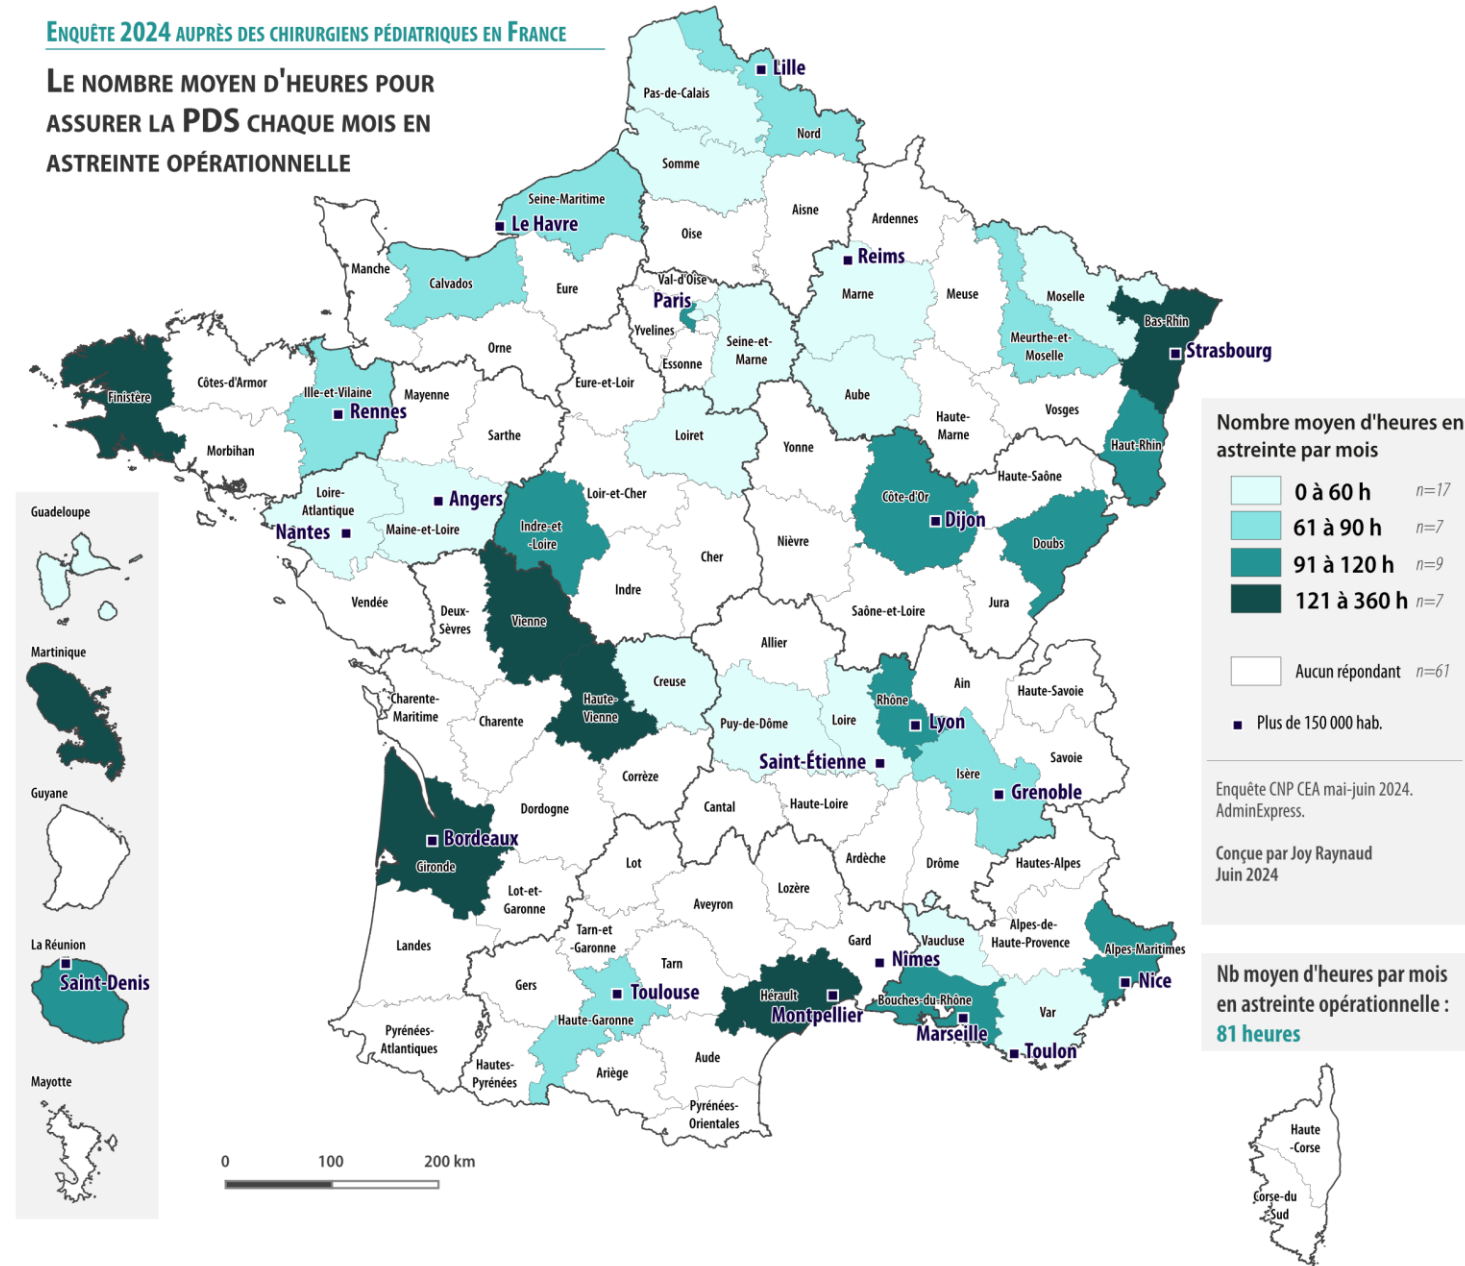 Enquête 2024 auprès des chirurgiens pédiatriques en France
Le nombre moyen d'heures pour
assurer la PDS chaque mois en
astreinte opérationnelle
Lille
Pas-de-Calais
Nord
Somme
Seine-Maritime
Le Havre
Aisne
Ardennes
Oise
Reims
Manche
Calvados
Eure
Val-d'Oise
Paris
Marne
Meuse
Moselle
Bas-Rhin
Yvelines
Seine-et-
Marne
Meurthe-et-
Moselle
Strasbourg
Orne
Essonne
Finistère
Côtes-d'Armor
Ille-et-Vilaine
Rennes
Mayenne
Eure-et-Loir
Aube
Haute-
Marne
Vosges
Morbihan
Sarthe
Loiret
Yonne
Haut-Rhin
Haute-Saône
Loire-
Atlantique
Nantes
Angers
Maine-et-Loire
Loir-et-Cher
Indre-et
-Loire
Côte-d'Or
Dijon
Doubs
Cher
Nièvre
Vendée
Deux-
Sèvres
Indre
Vienne
Saône-et-Loire
Jura
Allier
Creuse
Haute-
Vienne
Charente-
Maritime
Charente
Puy-de-Dôme
Loire
Rhône
Lyon
Ain
Haute-Savoie
Saint-Étienne
Savoie
Isère
Grenoble
Corrèze
Dordogne
Cantal
Haute-Loire
Bordeaux
Gironde
Lot
Ardèche
Drôme
Hautes-Alpes
Lot-et-
Garonne
Aveyron
Lozère
Landes
Tarn-et
-Garonne
Gard
Nîmes
Vaucluse
Alpes-de-
Haute-Provence
Alpes-Maritimes
Nice
Gers
Toulouse
Tarn
Haute-Garonne
Hérault
Montpellier
Bouches-du-Rhône
Marseille
Var
Toulon
Pyrénées-
Atlantiques
Hautes-
Pyrénées
Ariège
Aude
Pyrénées-
Orientales
Haute
-Corse
Corse-du
-Sud
Guadeloupe
Martinique
Guyane
La Réunion
Saint-Denis
Mayotte
0
100
200 km
Nombre moyen d'heures en
astreinte par mois
0 à 60 h n=17
61 à 90 h n=7
91 à 120 h n=9
121 à 360 h n=7
Aucun répondant n=61
Plus de 150 000 hab.
Enquête CNP CEA mai-juin 2024.
AdminExpress.
Conçue par Joy Raynaud
Juin 2024
Nb moyen d'heures par mois
en astreinte opérationnelle :
81 heures